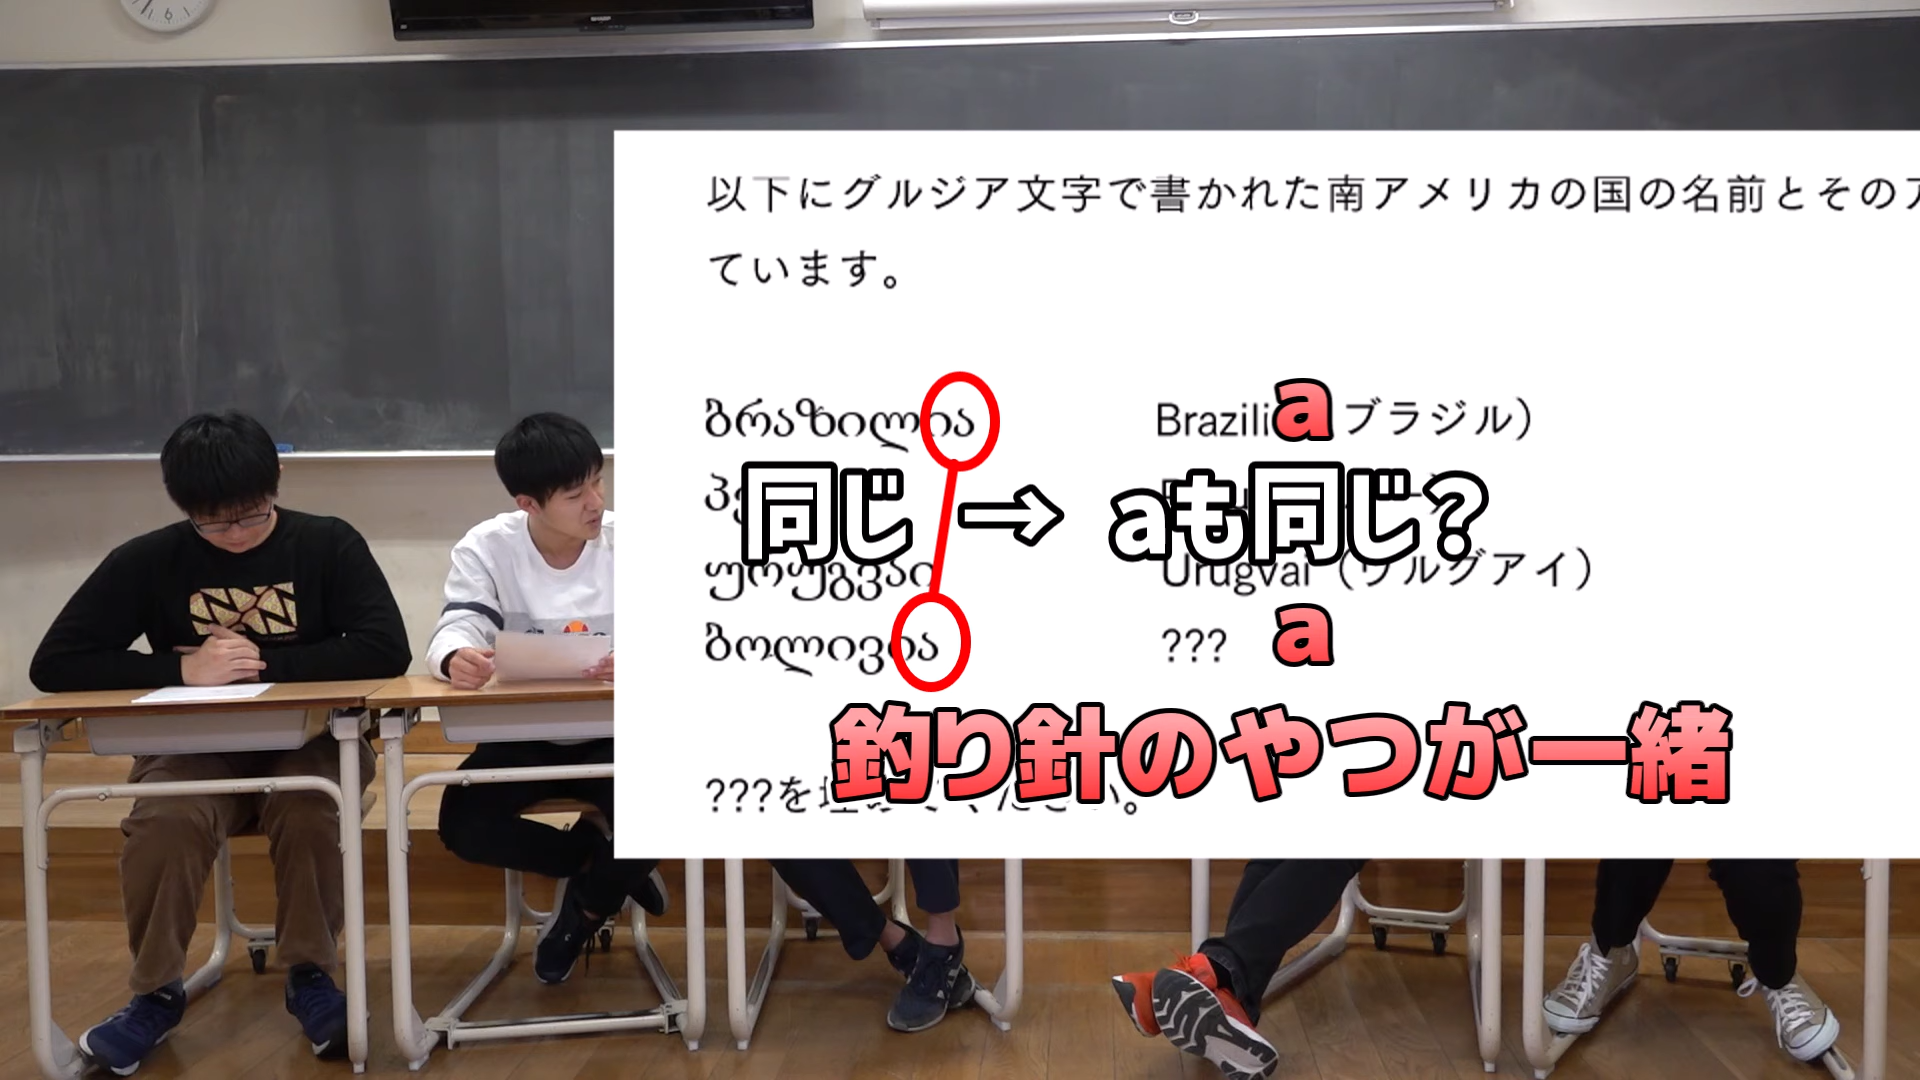 以下にグルジア文字で書かれた南アメリカの国の名前とその
ています。
ბრაზილია Brazilia ブラジル）
同じ → aも同じ?
ურუგვაი Urugvai（ウルグアイ）
ბოლივია ??? a
釣り針のやつが一緒
???を